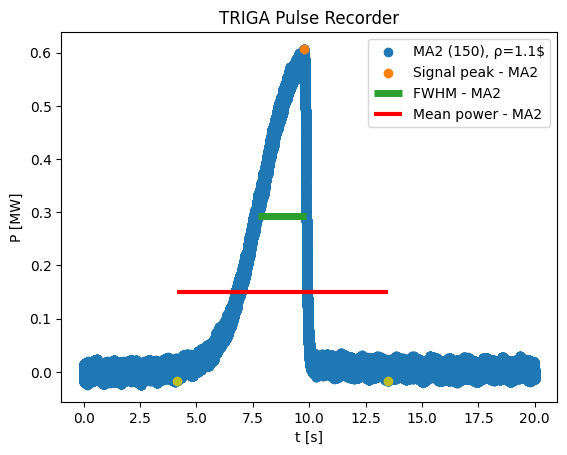 TRIGA Pulse Recorder
MA2 (150), ρ=1.1$
Signal peak - MA2
FWHM - MA2
Mean power - MA2
P [MW]
0.6
0.5
0.4
0.3
0.2
0.1
0.0
0.0 2.5 5.0 7.5 10.0 12.5 15.0 17.5 20.0
t [s]